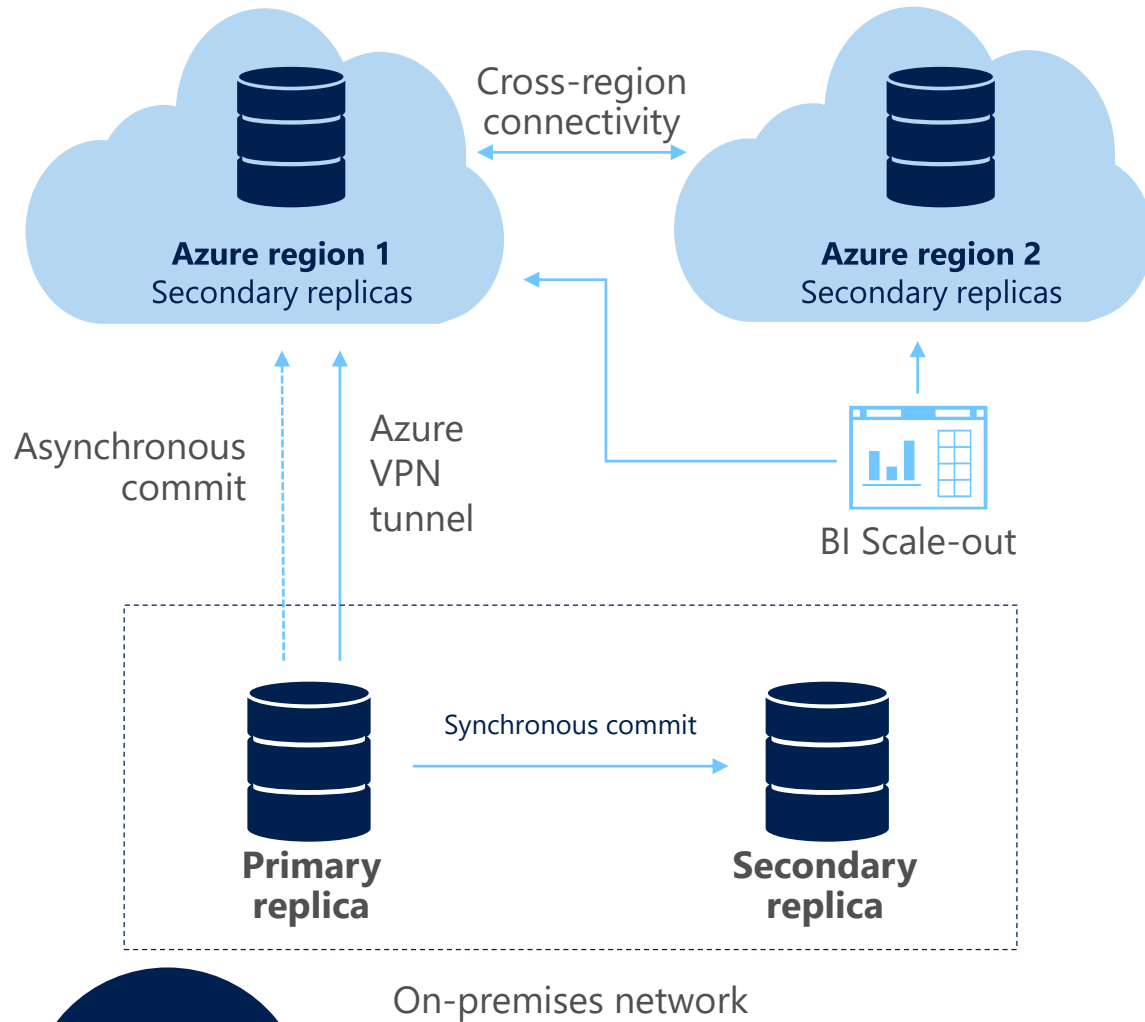 Cross-region
connectivity
Azure region 1
Secondary replicas
Azure region 2
Secondary replicas
Asynchronous
commit
Azure
VPN
tunnel
BI Scale-out
Synchronous commit
Primary
replica
Secondary
replica
On-premises network